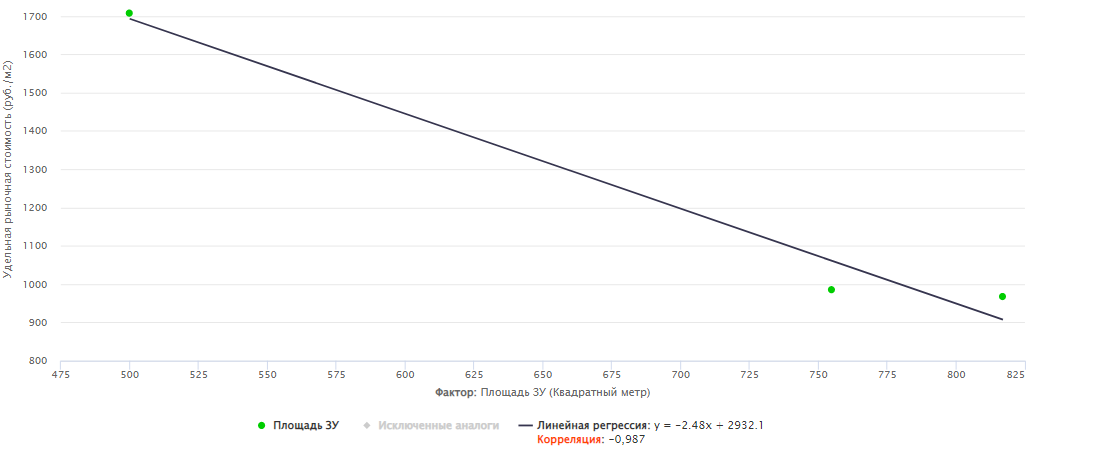 Удельная рыночная стоимость (руб./м2)
1700
1600
1500
1400
1300
1200
1100
1000
900
800
475 500 525 550 575 600 625 650 675 700 725 750 775 800 825
Фактор: Площадь ЗУ (Квадратный метр)
Площадь ЗУ Исключенные аналоги Линейная регрессия: y = -2.48x + 2932.1
Корреляция: -0,987